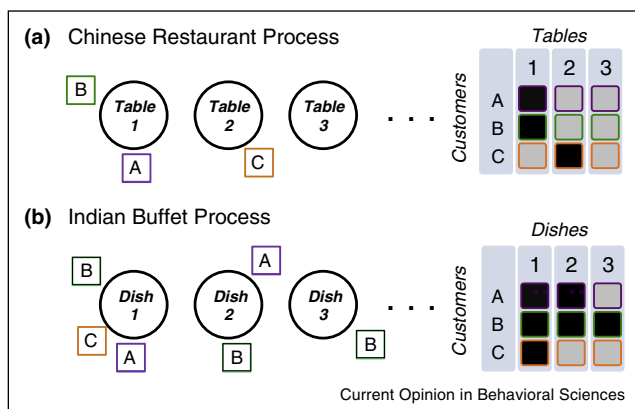 (a) Chinese Restaurant Process
Tables
B
Table 1
Table 2
Table 3
. . .
A
C
Customers
1 2 3
A
B
C
(b) Indian Buffet Process
Dishes
B
A
Dish 1
Dish 2
Dish 3
. . .
C
A
B
B
Customers
1 2 3
A
B
C
Current Opinion in Behavioral Sciences